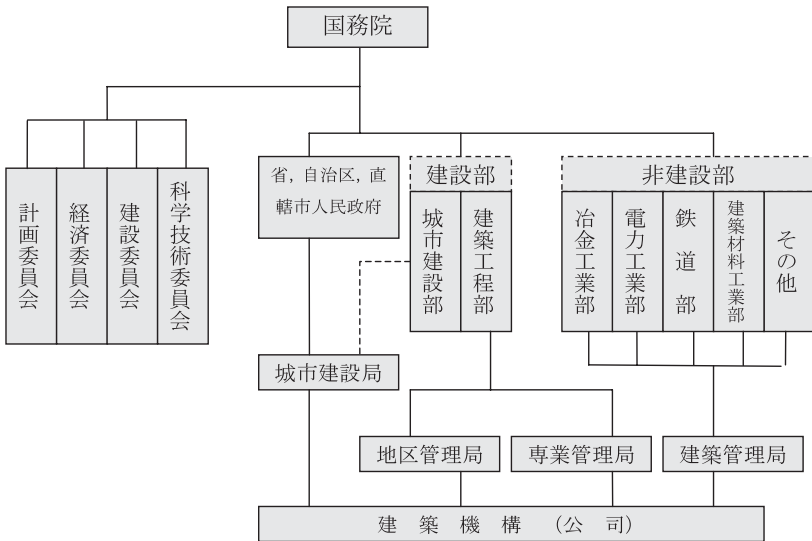 国務院
計画委員会
経済委員会
建設委員会
科学技術委員会
省, 自治区, 直
轄市人民政府
建設部
城市建設部
建築工程部
非建設部
冶金工業部
電力工業部
鉄道部
建築材料工業部
その他
城市建設局
地区管理局
専業管理局
建築管理局
建築機構(公司)